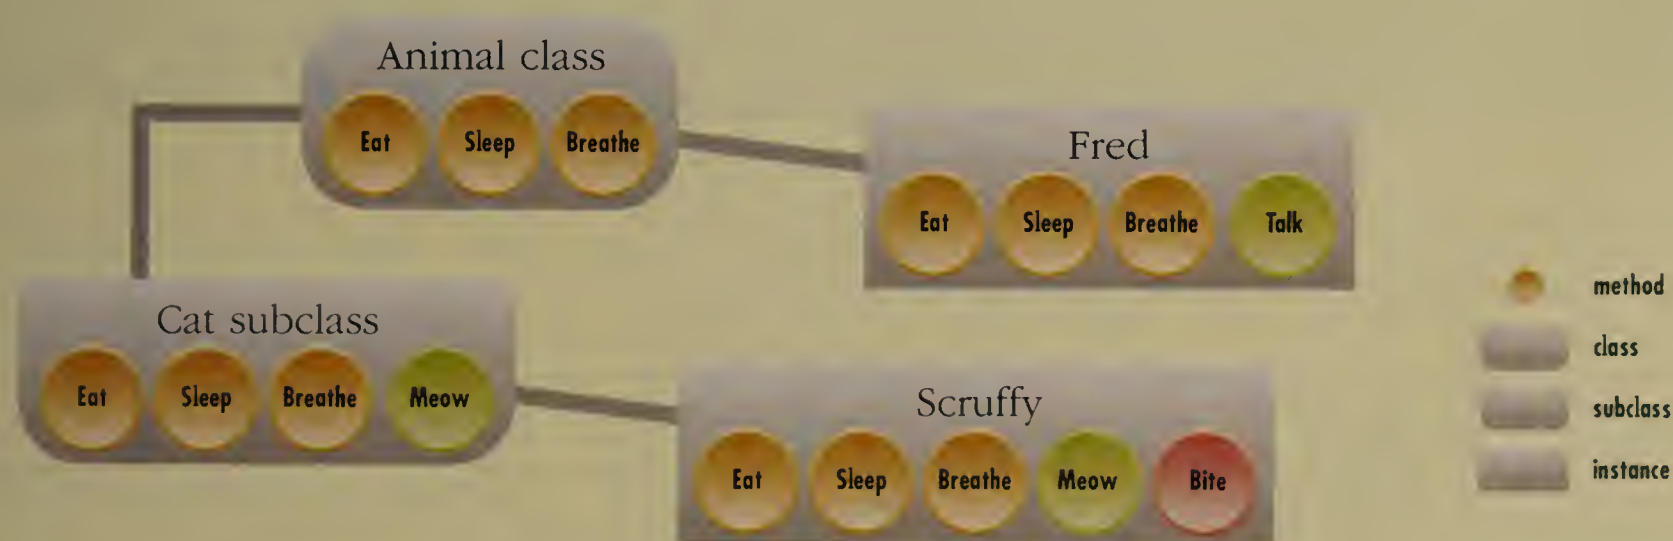 Animal class
Eat Sleep Breathe
Fred
Eat Sleep Breathe Talk
Cat subclass
Eat Sleep Breathe Meow
Scruffy
Eat Sleep Breathe Meow Bite
method
class
subclass
instance